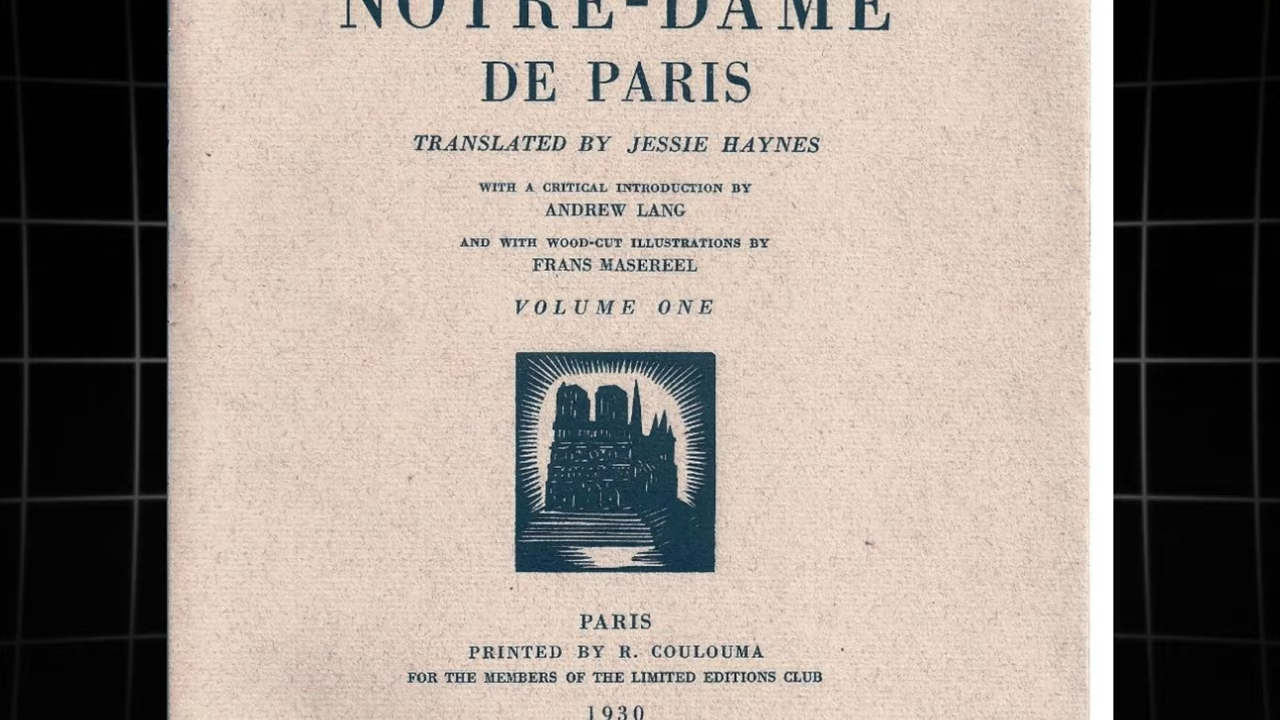 NOTRE-DAME
DE PARIS
TRANSLATED BY JESSIE HAYNES
WITH A CRITICAL INTRODUCTION BY
ANDREW LANG
AND WITH WOOD-CUT ILLUSTRATIONS BY
FRANS MASEREEL
VOLUME ONE
PARIS
PRINTED BY R. COULOUMA
FOR THE MEMBERS OF THE LIMITED EDITIONS CLUB
1930